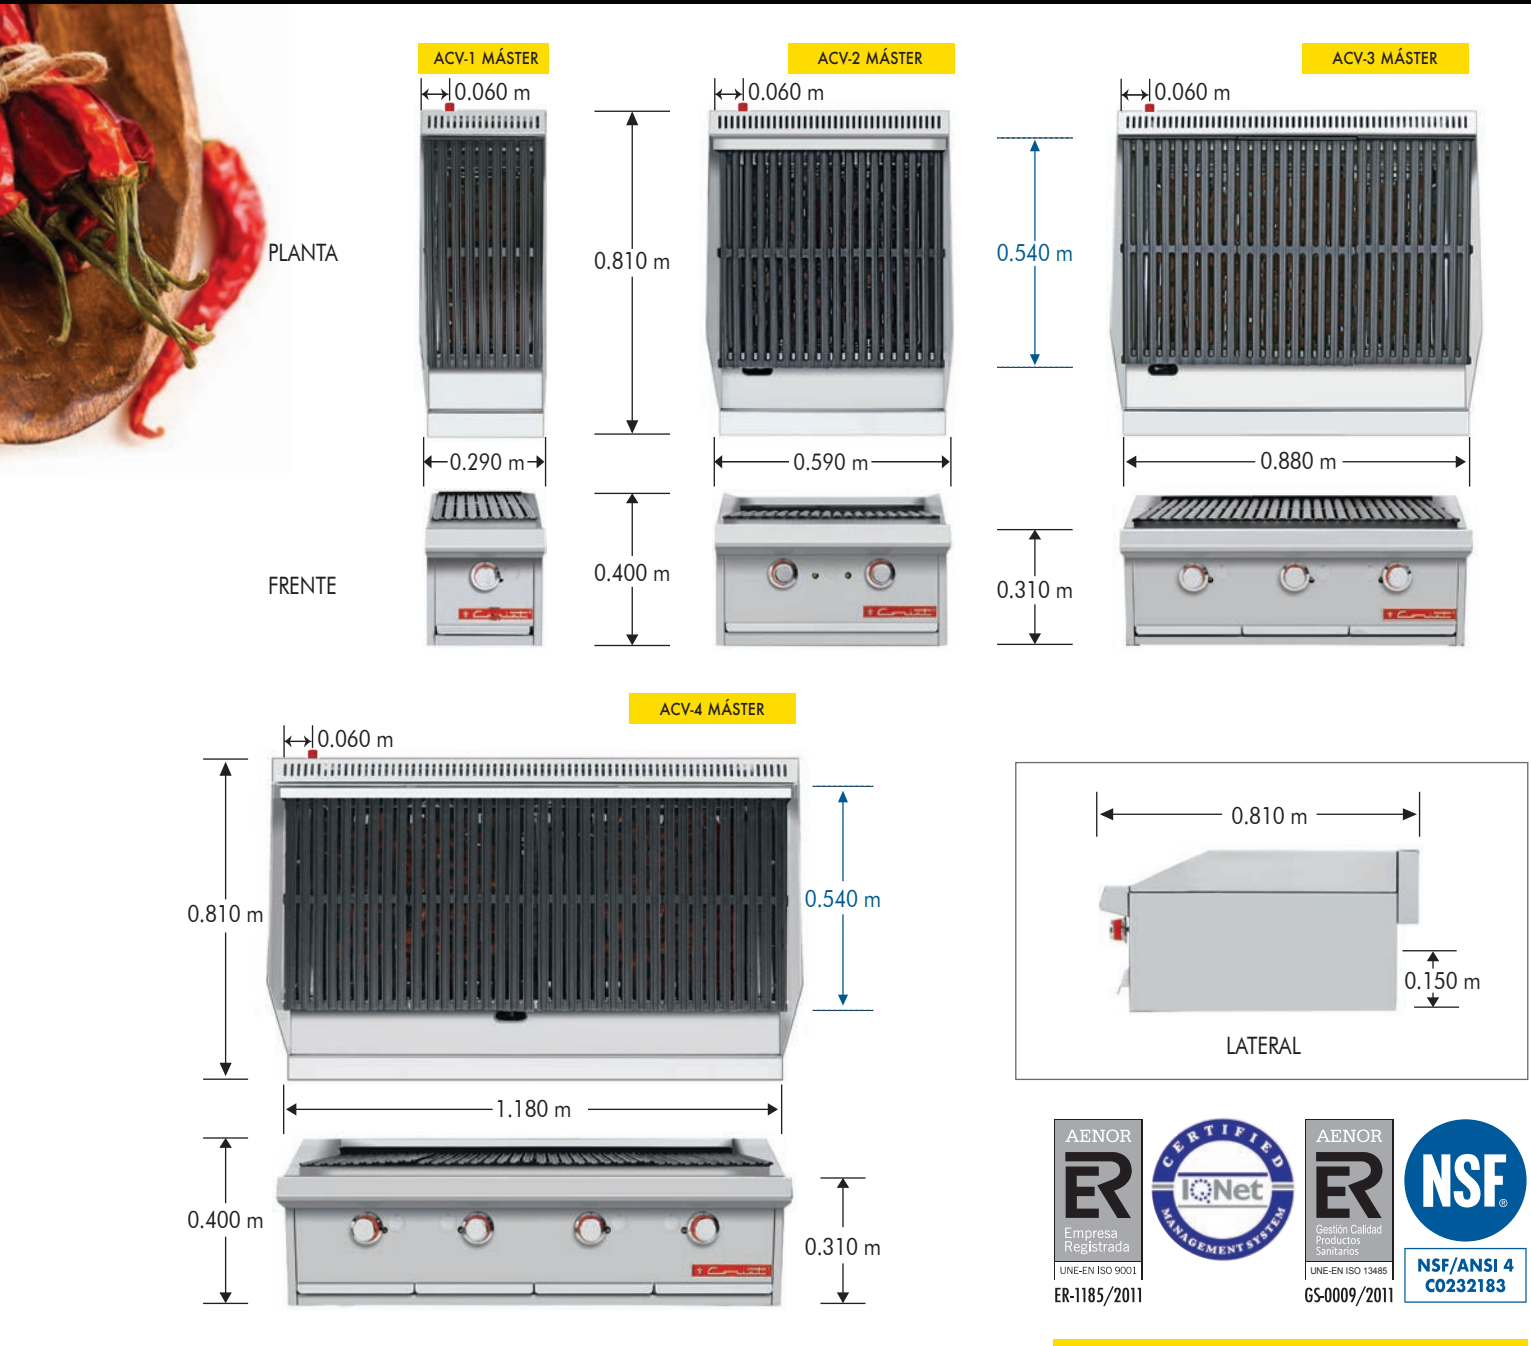 ACV-1 MÁSTER
ACV-2 MÁSTER
ACV-3 MÁSTER
0.060 m
0.060 m
0.060 m
PLANTA
0.810 m
0.540 m
0.290 m
0.590 m
0.880 m
FRENTE
0.400 m
0.310 m
Coriat
Coriat
Coriat
ACV-4 MÁSTER
0.060 m
0.810 m
0.540 m
1.180 m
0.400 m
0.310 m
Coriat
0.810 m
0.150 m
LATERAL
AENOR
ER
Empresa
Registrada
UNE-EN ISO 9001
ER-1185/2011
CERTIFIED
IQNet
MANAGEMENT SYSTEM
AENOR
ER
Gestión Calidad
Productos
Sanitarios
UNE-EN ISO 13485
GS-0009/2011
NSF®
NSF/ANSI 4
C0232183